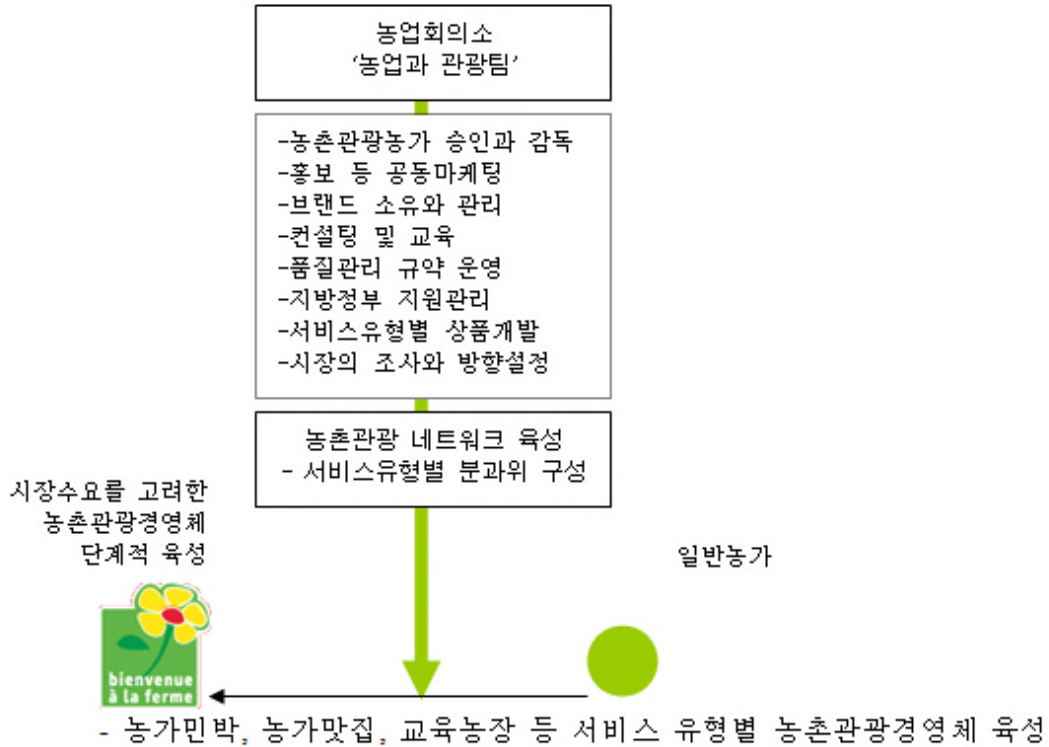 농업회의소
‘농업과 관광팀’
-농촌관광농가 승인과 감독
-홍보 등 공동마케팅
-브랜드 소유와 관리
-컨설팅 및 교육
-품질관리 규약 운영
-지방정부 지원관리
-서비스유형별 상품개발
-시장의 조사와 방향설정
농촌관광 네트워크 육성
- 서비스유형별 분과위 구성
시장수요를 고려한
농촌관광경영체
단계적 육성
일반농가
bienvenue
à la ferme
- 농가민박, 농가맛집, 교육농장 등 서비스 유형별 농촌관광경영체 육성